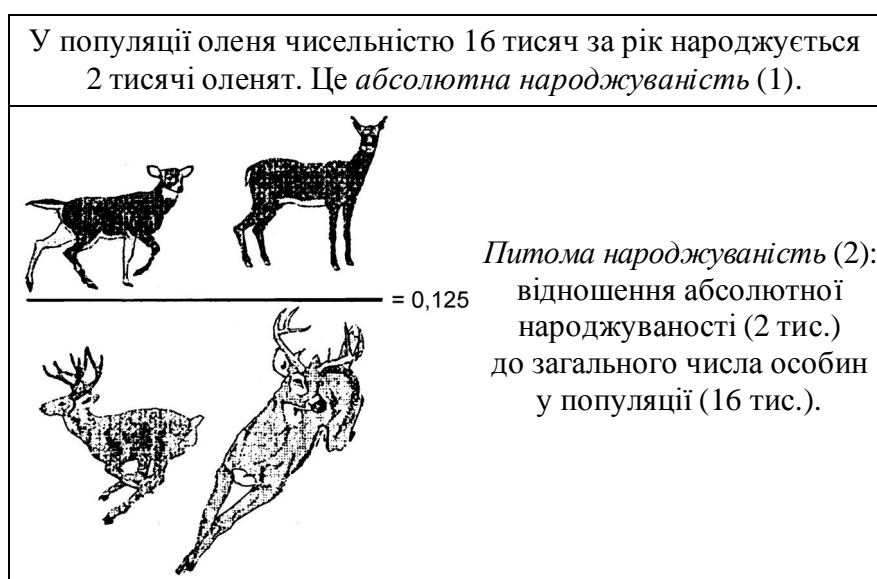 У популяції оленя чисельністю 16 тисяч за рік народжується
2 тисячі оленят. Це абсолютна народжуваність (1).
= 0,125
Питома народжуваність (2):
відношення абсолютної
народжуваності (2 тис.)
до загального числа особин
у популяції (16 тис.).